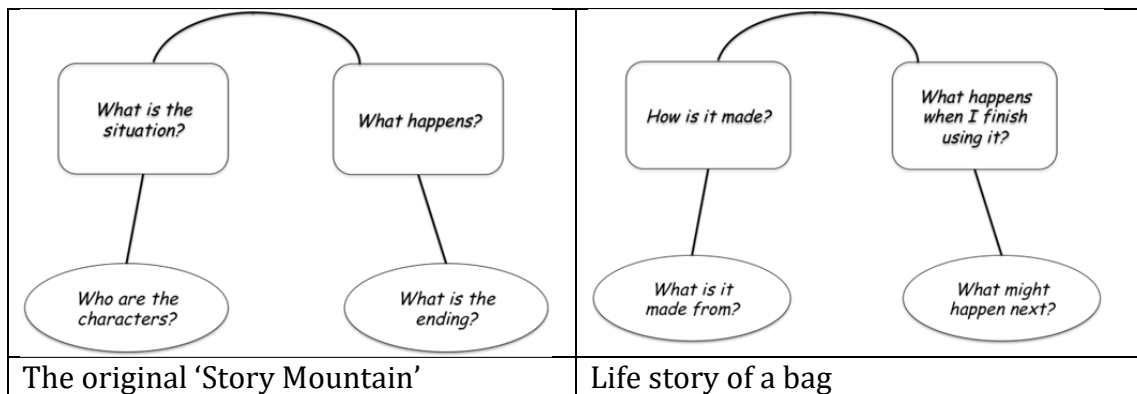 What is the
situation?
What happens?
Who are the
characters?
What is the
ending?
The original ‘Story Mountain’
How is it made?
What happens
when I finish
using it?
What is it
made from?
What might
happen next?
Life story of a bag